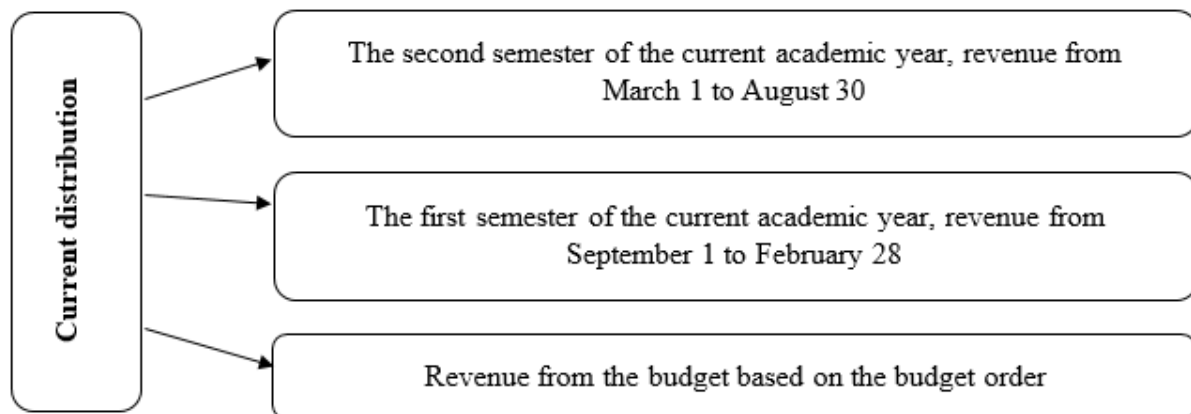 Current distribution
The second semester of the current academic year, revenue from
March 1 to August 30
The first semester of the current academic year, revenue from
September 1 to February 28
Revenue from the budget based on the budget order